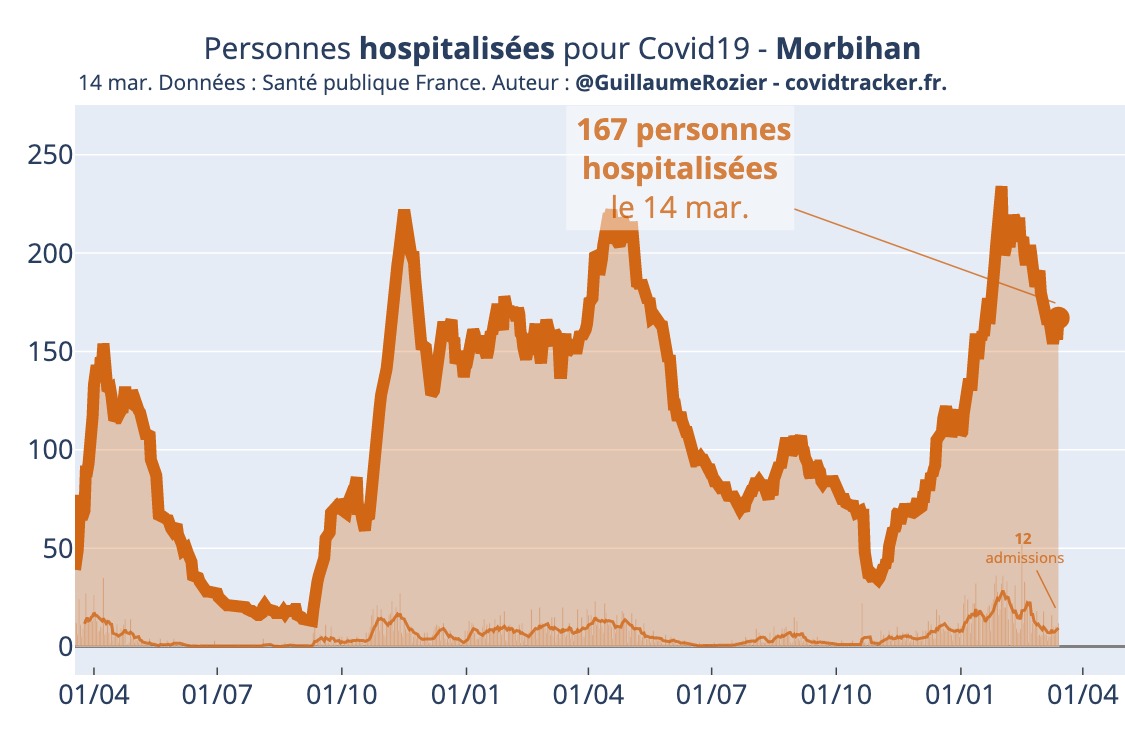 Personnes hospitalisées pour Covid19 - Morbihan
14 mar. Données : Santé publique France. Auteur : @GuillaumeRozier - covidtracker.fr.
167 personnes
hospitalisées
le 14 mar.
250
200
150
100
50
0
12
admissions
01/04 01/07 01/10 01/01 01/04 01/07 01/10 01/01 01/04